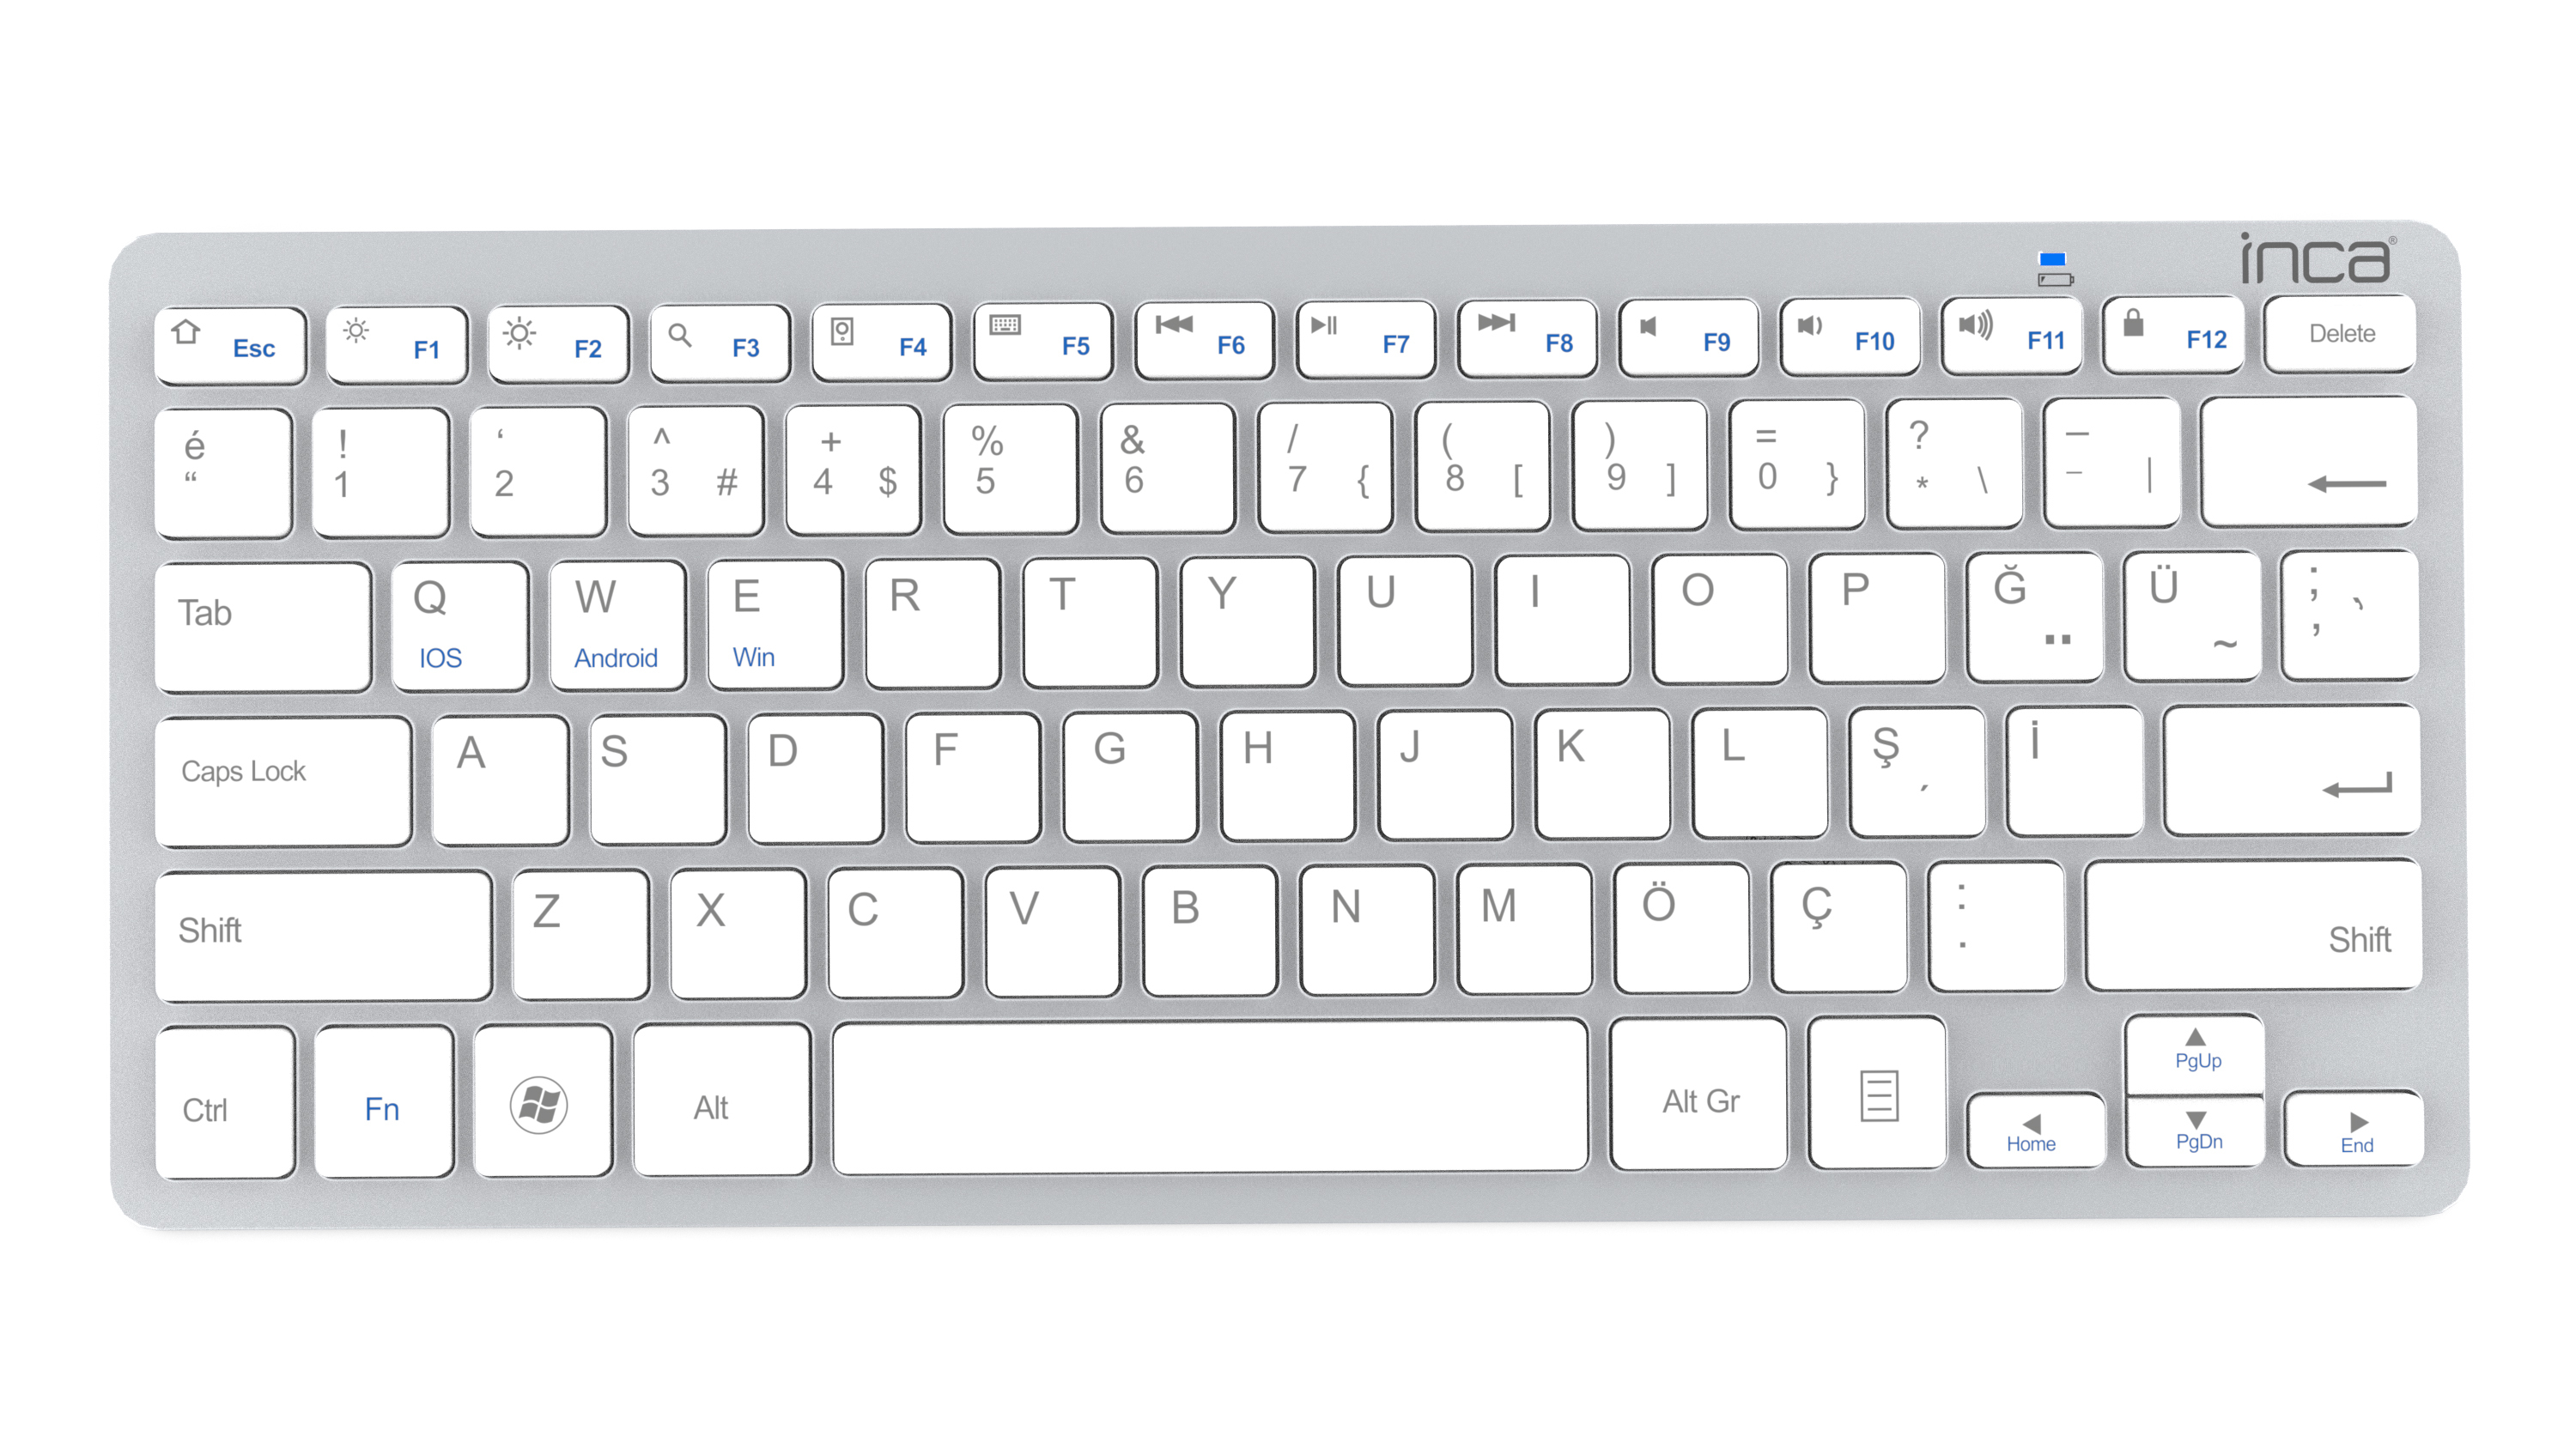 inca®
Esc F1 F2 F3 F4 F5 F6 F7 F8 F9 F10 F11 F12 Delete
é ! ‘ ^ + % & / ( ) = ? _
“ 1 2 3 # 4 $ 5 6 7 { 8 [ 9 ] 0 } * \ - |
Tab Q W E R T Y U I O P Ğ ¨ Ü ~ ; , `
IOS Android Win
Caps Lock A S D F G H J K L Ş ´ İ
Shift Z X C V B N M Ö Ç : . Shift
Ctrl Fn Alt Alt Gr
PgUp
Home PgDn End